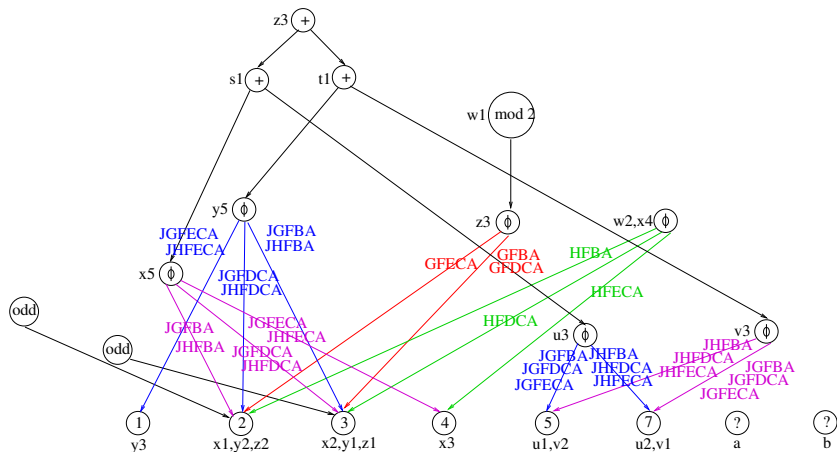 z3 +
s1 +
t1 +
w1 mod 2
y5 ϕ
z3 ϕ
w2,x4 ϕ
JGFECA
JHFECA
JGFBA
JHFBA
GFECA
GFBA
GFDCA
HFBA
x5 ϕ
JGFDCA
JHFDCA
HFECA
odd
odd
JGFBA
JHFBA
JGFECA
JHFECA
JGFDCA
JHFDCA
HFDCA
u3 ϕ
v3 ϕ
JGFBA
JGFDCA
JGFECA
JHFBA
JHFDCA
JHFECA
JHFBA
JHFDCA
JHFECA
JGFBA
JGFDCA
JGFECA
1 2 3 4 5 7 ? ?
y3 x1,y2,z2 x2,y1,z1 x3 u1,v2 u2,v1 a b